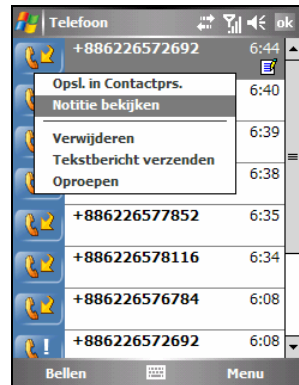 Telefoon ok
+886226572692 6:44
Opsl. in Contactprs.
Notitie bekijken
Verwijderen
Tekstbericht verzenden
Oproepen
6:40
6:39
6:38
+886226577852 6:35
+886226578116 6:34
+886226576784 6:08
+886226572692 6:08
Bellen Menu